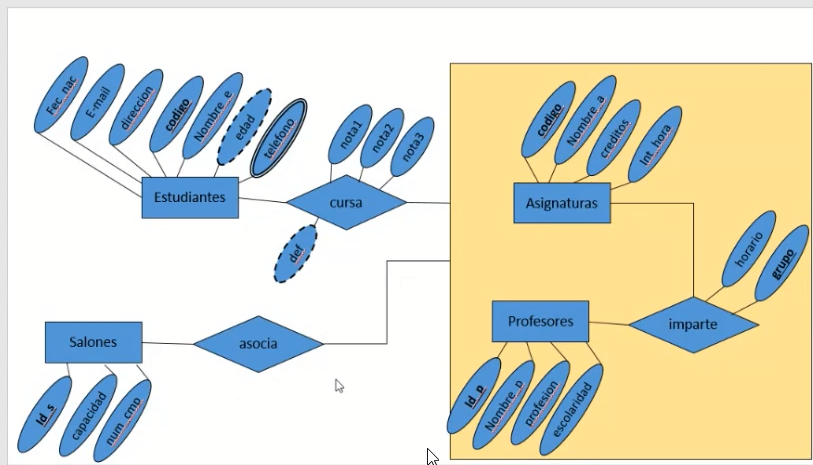 Fec_nac
E-mail
direccion
codigo
Nombre_e
edad
telefono
nota1
nota2
nota3
codigo
Nombre_a
creditos
Int_hora
Estudiantes
cursa
Asignaturas
def
horario
grupo
Salones
asocia
Profesores
imparte
Id_s
capacidad
num_cmp
Id_p
Nombre_p
profesion
escolaridad